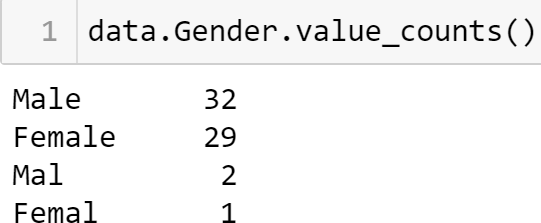 1 data.Gender.value_counts()
Male 32
Female 29
Mal 2
Femal 1